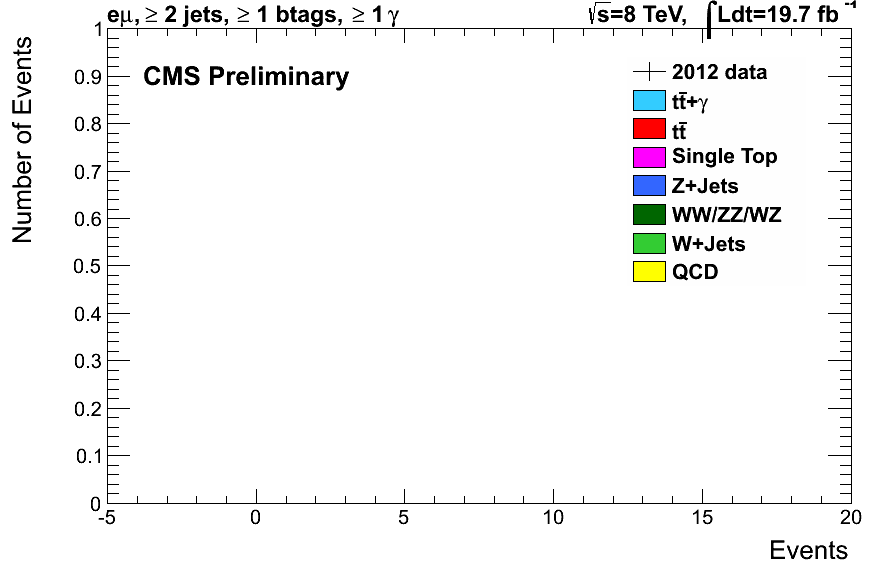 eμ, ≥ 2 jets, ≥ 1 btags, ≥ 1 γ
√s=8 TeV, ∫Ldt=19.7 fb⁻¹
Number of Events
CMS Preliminary
2012 data
tt̄+γ
tt̄
Single Top
Z+Jets
WW/ZZ/WZ
W+Jets
QCD
1
0.9
0.8
0.7
0.6
0.5
0.4
0.3
0.2
0.1
0
-5 0 5 10 15 20
Events